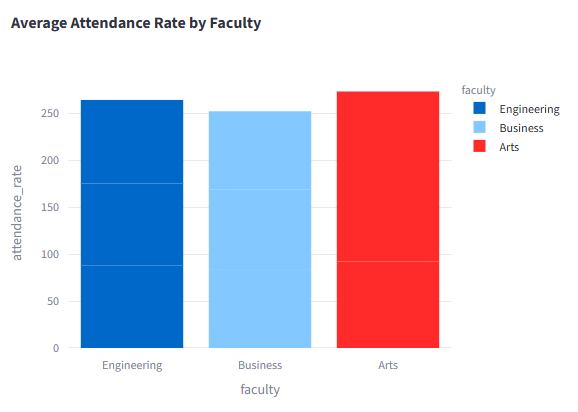 Average Attendance Rate by Faculty
faculty
Engineering
Business
Arts
attendance_rate
250
200
150
100
50
0
Engineering Business Arts
faculty